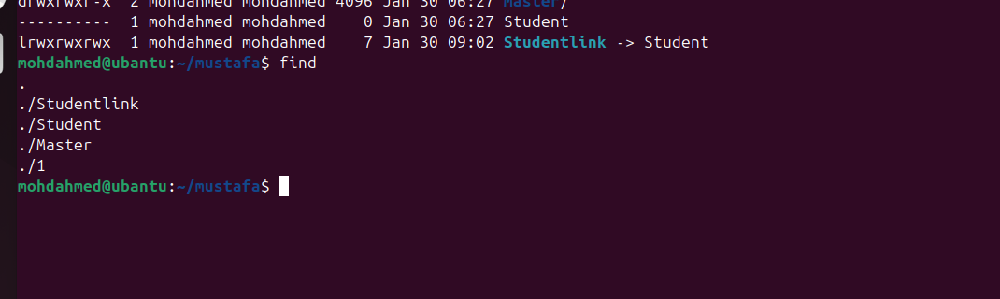 drwxrwxr-x  2 mohdahmed mohdahmed 4096 Jan 30 06:27 Master/
----------  1 mohdahmed mohdahmed    0 Jan 30 06:27 Student
lrwxrwxrwx  1 mohdahmed mohdahmed    7 Jan 30 09:02 Studentlink -> Student
mohdahmed@ubantu:~/mustafa$ find
.
./Studentlink
./Student
./Master
./1
mohdahmed@ubantu:~/mustafa$